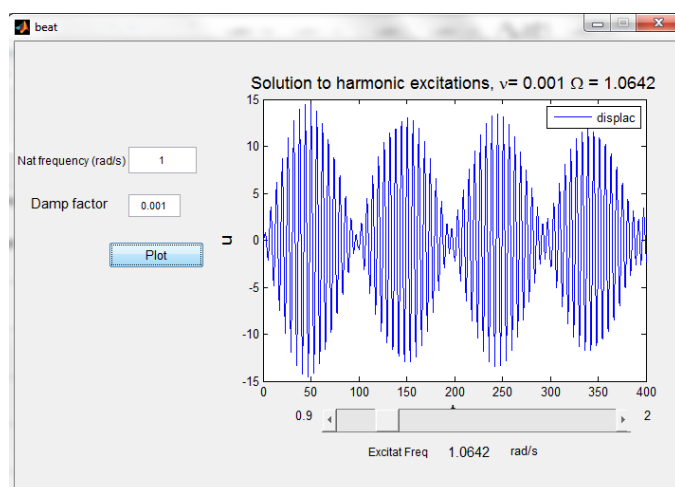 beat
Solution to harmonic excitations, ν= 0.001 Ω = 1.0642
Nat frequency (rad/s) 1
Damp factor 0.001
Plot
displac
u
15
10
5
0
-5
-10
-15
0 50 100 150 200 250 300 350 400
0.9 2
Excitat Freq 1.0642 rad/s